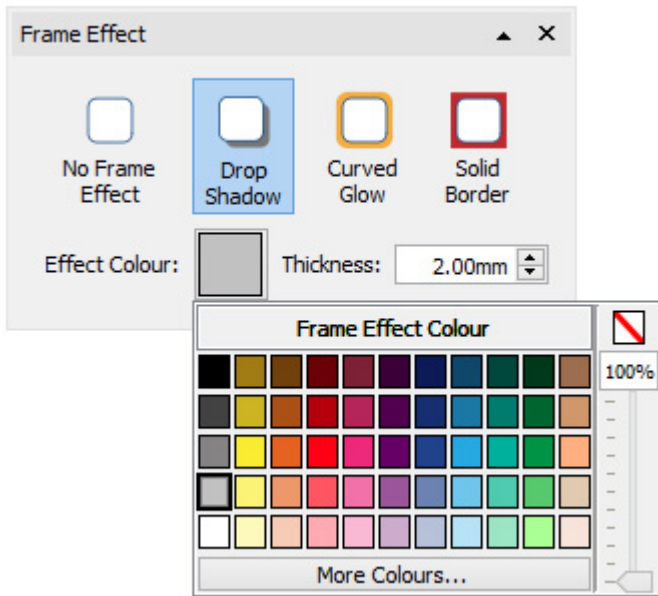 Frame Effect
No Frame
Effect
Drop
Shadow
Curved
Glow
Solid
Border
Effect Colour:
Thickness:
2.00mm
Frame Effect Colour
100%
More Colours...